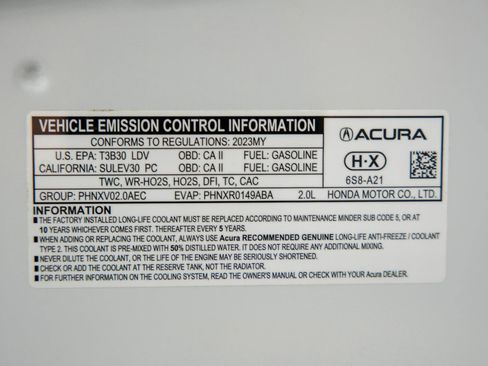 VEHICLE EMISSION CONTROL INFORMATION
CONFORMS TO REGULATIONS: 2023MY
U.S. EPA: T3B30 LDV OBD: CA II FUEL: GASOLINE
CALIFORNIA: SULEV30 PC OBD: CA II FUEL: GASOLINE
TWC, WR-HO2S, HO2S, DFI, TC, CAC
GROUP: PHNXV02.0AEC EVAP: PHNXR0149ABA 2.0L
ACURA
H·X
6S8-A21
HONDA MOTOR CO., LTD.
INFORMATION
■ THE FACTORY INSTALLED LONG-LIFE COOLANT MUST BE REPLACED ACCORDING TO MAINTENANCE MINDER SUB CODE 5, OR AT
10 YEARS WHICHEVER COMES FIRST. THEREAFTER EVERY 5 YEARS.
■ WHEN ADDING OR REPLACING THE COOLANT, ALWAYS USE Acura RECOMMENDED GENUINE LONG-LIFE ANTI-FREEZE / COOLANT
TYPE 2. THIS COOLANT IS PRE-MIXED WITH 50% DISTILLED WATER. IT DOES NOT REQUIRE ANY ADDITIONAL MIXING.
■ NEVER DILUTE THE COOLANT, OR THE LIFE OF THE ENGINE MAY BE SERIOUSLY SHORTENED.
■ CHECK OR ADD THE COOLANT AT THE RESERVE TANK, NOT THE RADIATOR.
■ FOR FURTHER INFORMATION ON THE COOLING SYSTEM, READ THE OWNER'S MANUAL OR CHECK WITH YOUR Acura DEALER.